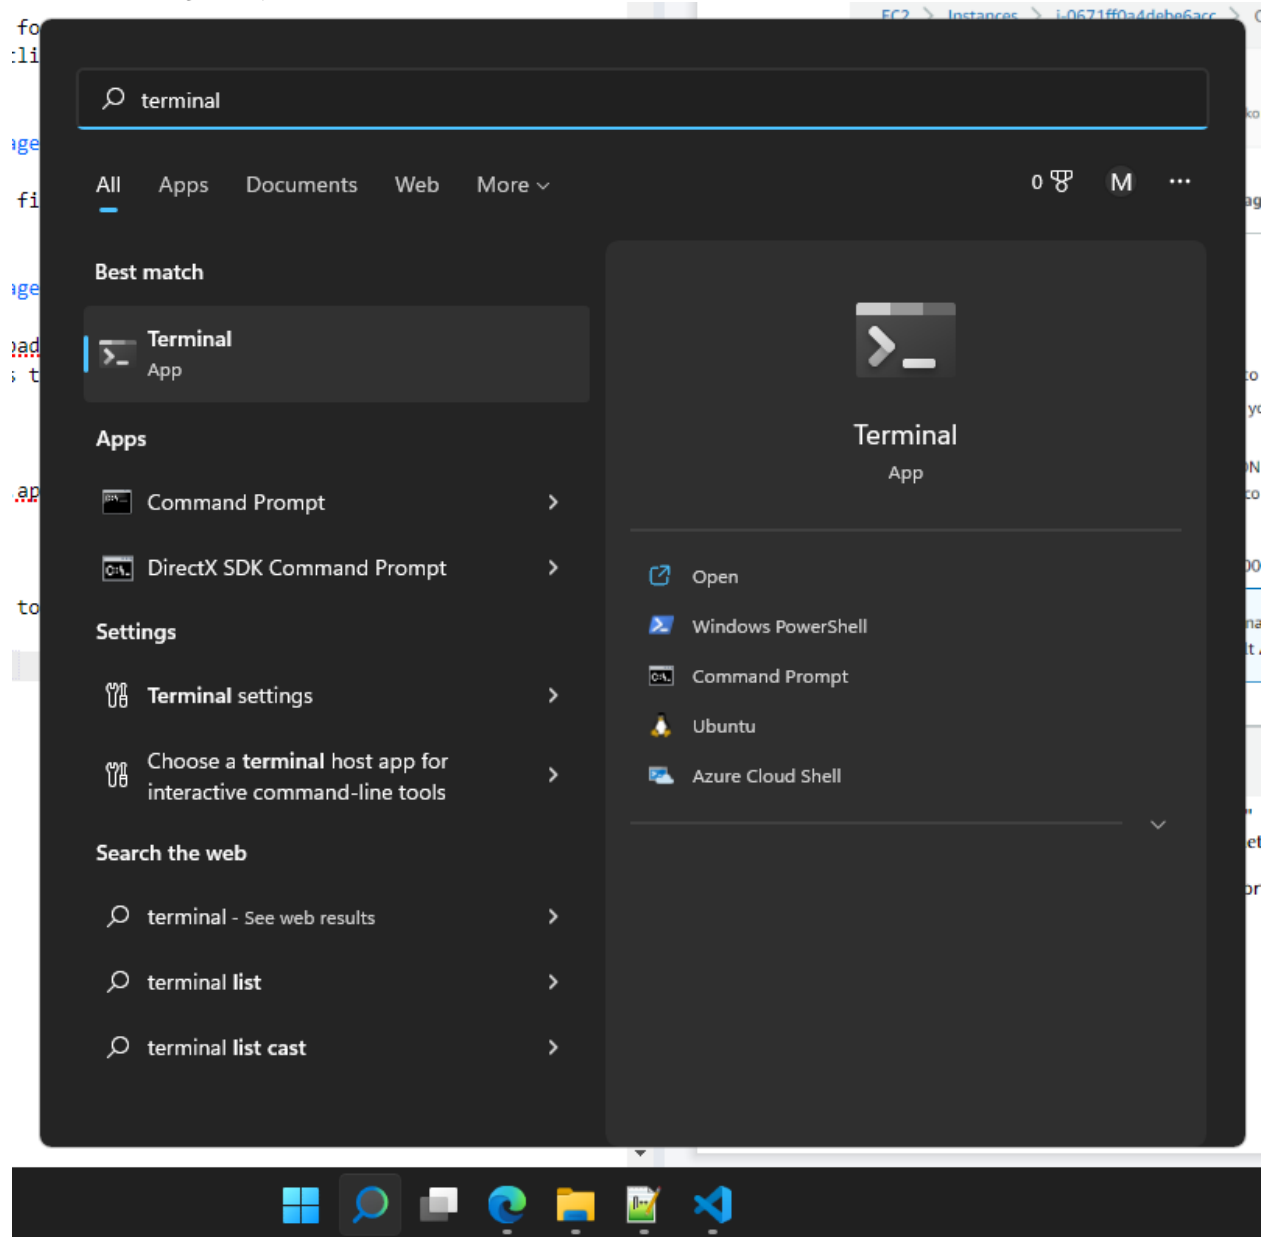 EC2 > Instances > i-0671ff0a4debe6acc >
terminal
All Apps Documents Web More
0 M ...
Best match
Terminal
App
Apps
Command Prompt
DirectX SDK Command Prompt
Settings
Terminal settings
Choose a terminal host app for
interactive command-line tools
Search the web
terminal - See web results
terminal list
terminal list cast
Terminal
App
Open
Windows PowerShell
Command Prompt
Ubuntu
Azure Cloud Shell